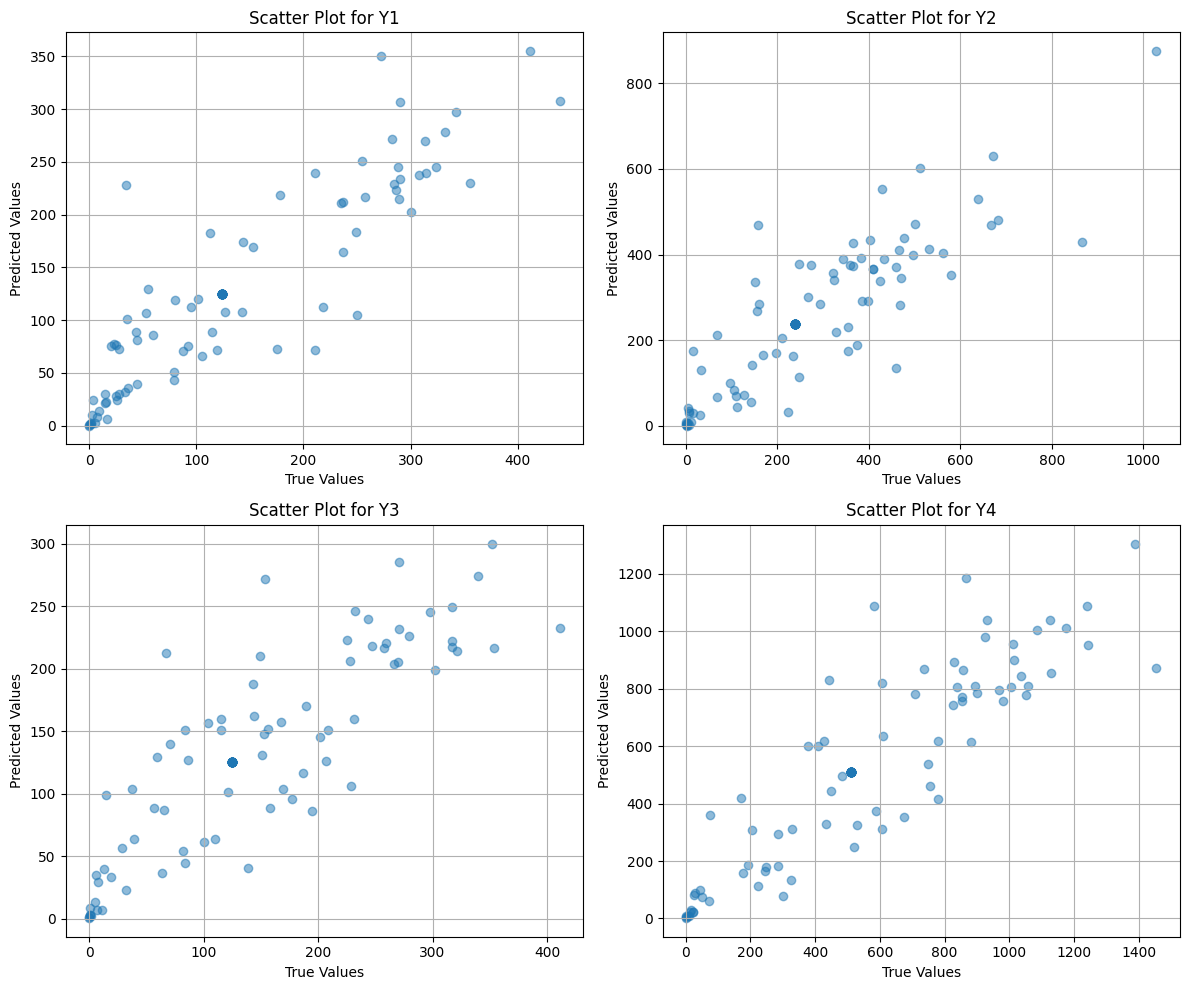 Scatter Plot for Y1
350
300
250
200
150
100
50
0
Predicted Values
0 100 200 300 400
True Values
Scatter Plot for Y2
800
600
400
200
0
Predicted Values
0 200 400 600 800 1000
True Values
Scatter Plot for Y3
300
250
200
150
100
50
0
Predicted Values
0 100 200 300 400
True Values
Scatter Plot for Y4
1200
1000
800
600
400
200
0
Predicted Values
0 200 400 600 800 1000 1200 1400
True Values